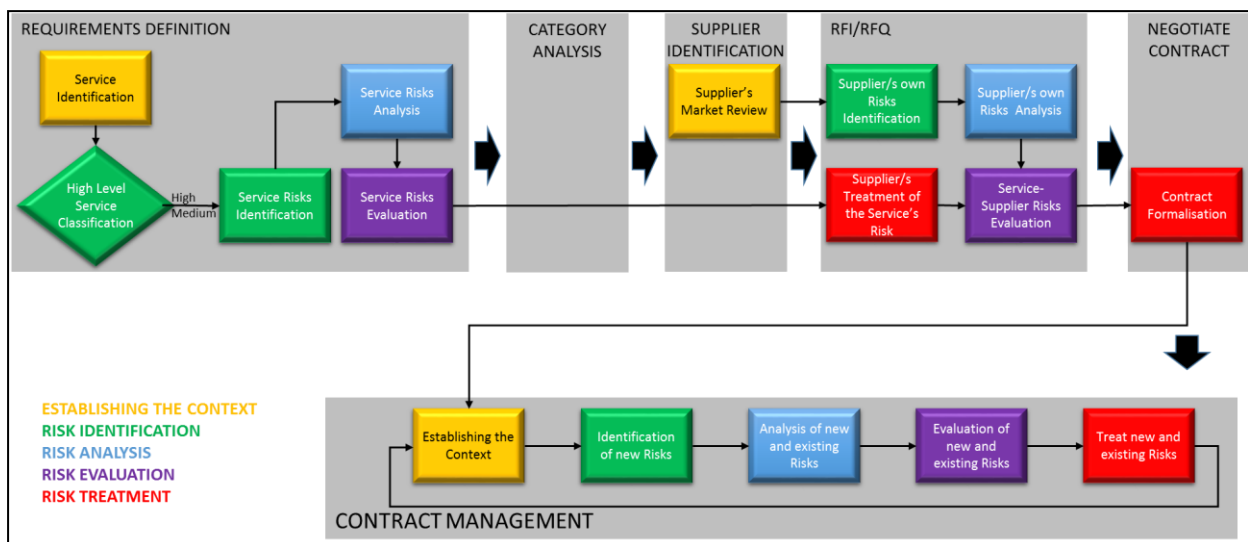 REQUIREMENTS DEFINITION
Service
Identification
High Level
Service
Classification
High
Medium
Service Risks
Identification
Service Risks
Analysis
Service Risks
Evaluation
CATEGORY
ANALYSIS
SUPPLIER
IDENTIFICATION
Supplier's
Market Review
RFI/RFQ
Supplier/s own
Risks
Identification
Supplier/s own
Risks Analysis
Supplier/s
Treatment of
the Service's
Risk
Service-
Supplier Risks
Evaluation
NEGOTIATE
CONTRACT
Contract
Formalisation
ESTABLISHING THE CONTEXT
RISK IDENTIFICATION
RISK ANALYSIS
RISK EVALUATION
RISK TREATMENT
Establishing the
Context
Identification
of new Risks
Analysis of new
and existing
Risks
Evaluation of
new and
existing Risks
Treat new and
existing Risks
CONTRACT MANAGEMENT